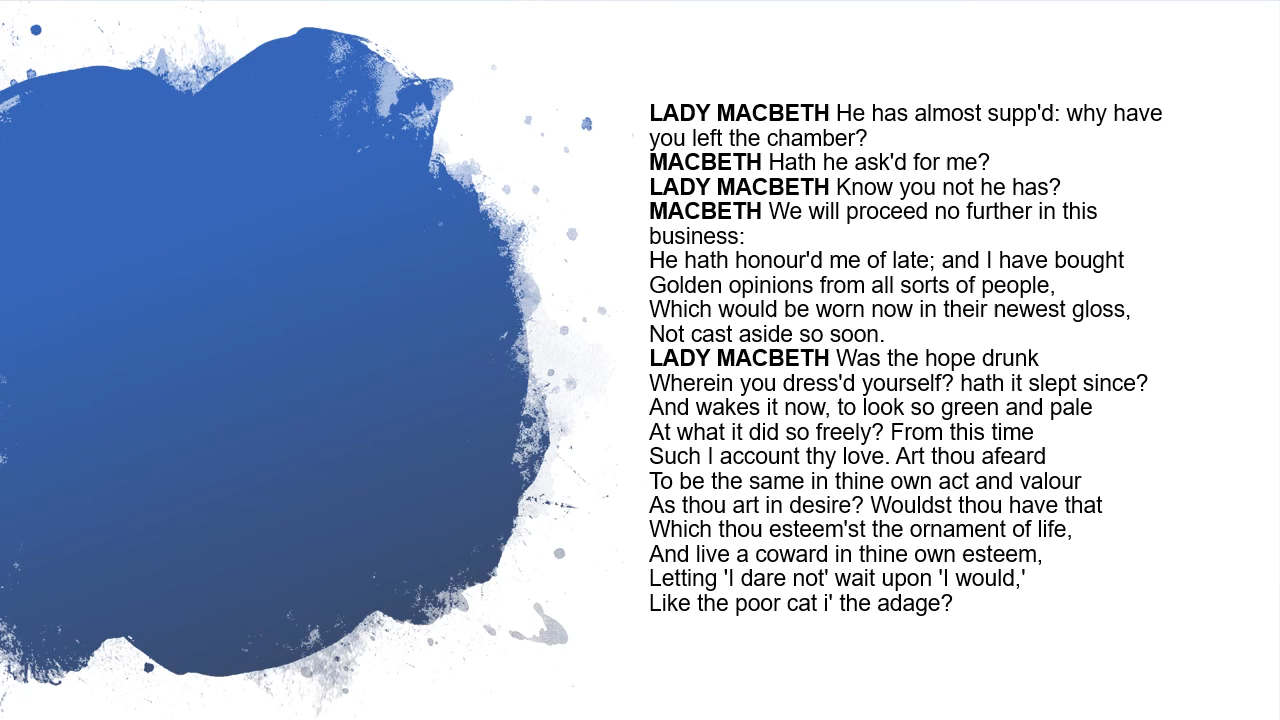 LADY MACBETH He has almost supp'd: why have
you left the chamber?
MACBETH Hath he ask'd for me?
LADY MACBETH Know you not he has?
MACBETH We will proceed no further in this
business:
He hath honour'd me of late; and I have bought
Golden opinions from all sorts of people,
Which would be worn now in their newest gloss,
Not cast aside so soon.
LADY MACBETH Was the hope drunk
Wherein you dress'd yourself? hath it slept since?
And wakes it now, to look so green and pale
At what it did so freely? From this time
Such I account thy love. Art thou afeard
To be the same in thine own act and valour
As thou art in desire? Wouldst thou have that
Which thou esteem'st the ornament of life,
And live a coward in thine own esteem,
Letting 'I dare not' wait upon 'I would,'
Like the poor cat i' the adage?